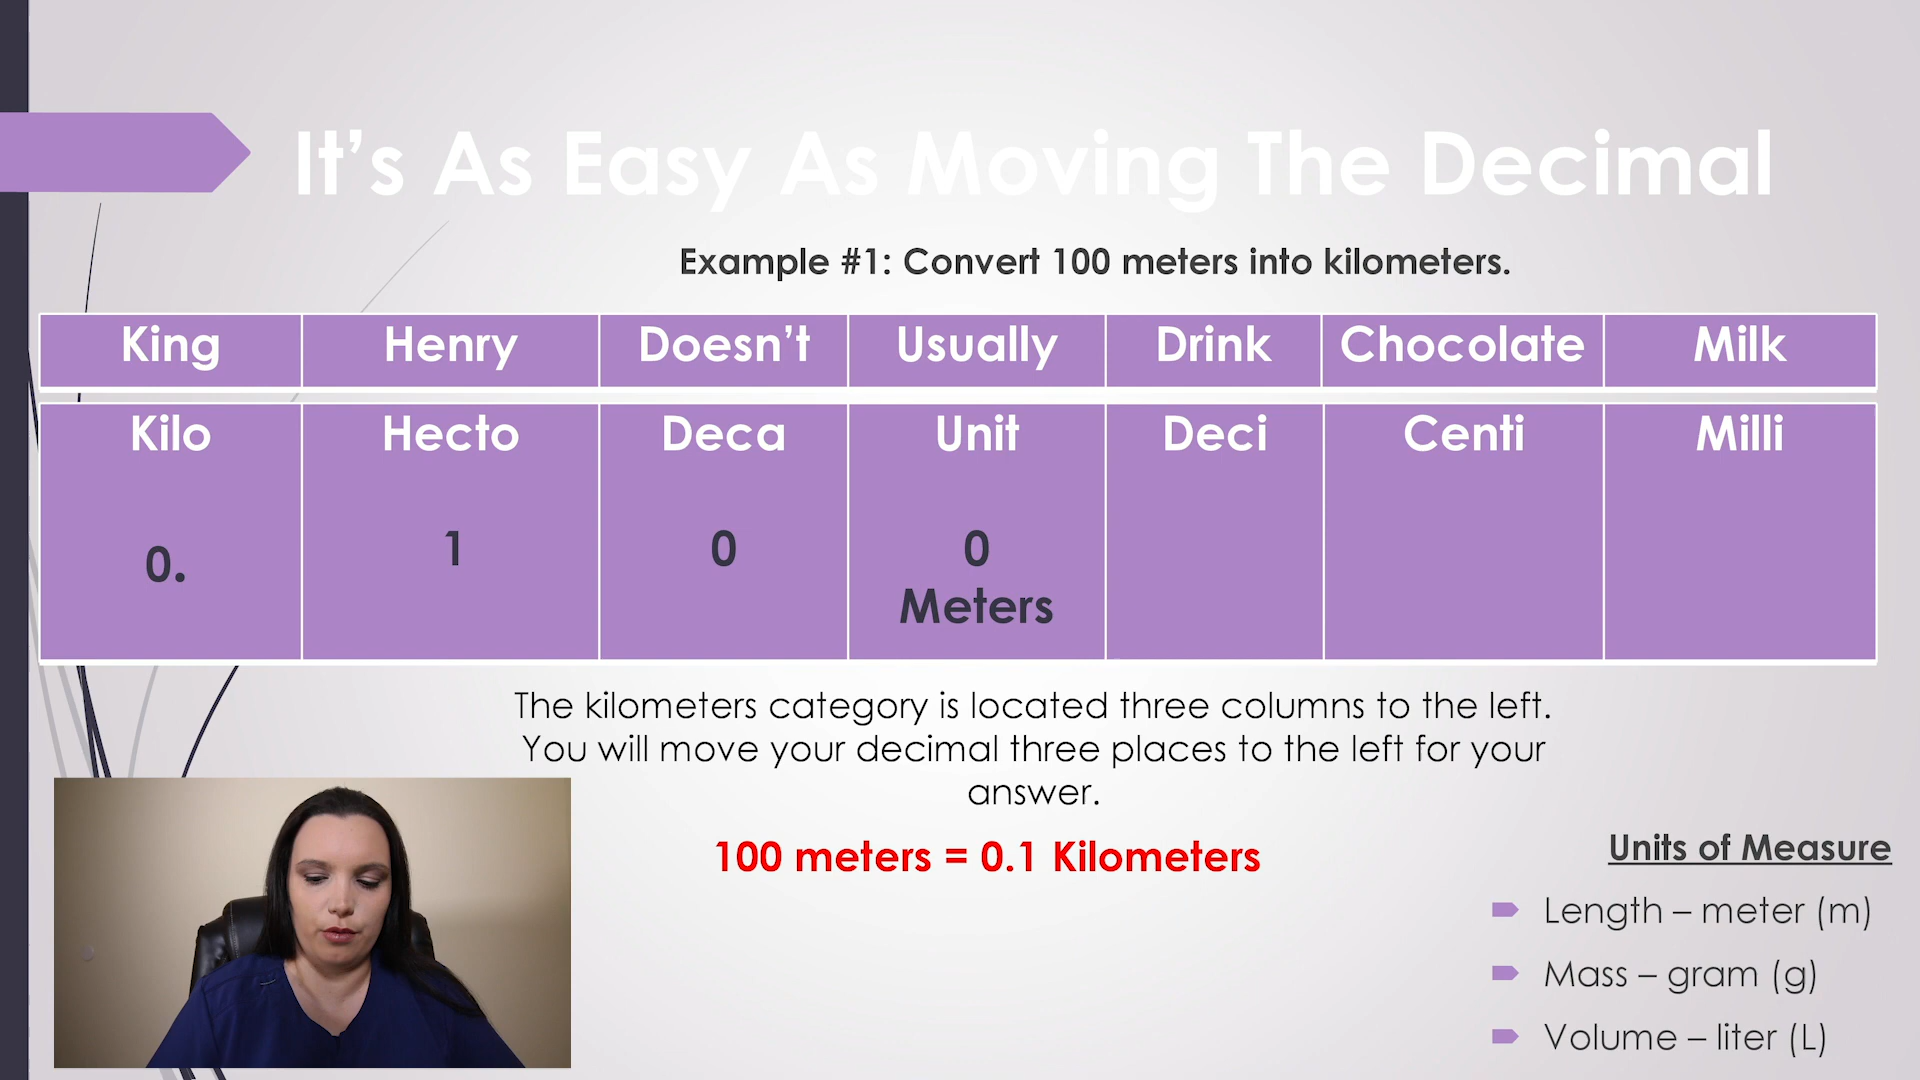 It's As Easy As Moving The Decimal
Example #1: Convert 100 meters into kilometers.
King Henry Doesn't Usually Drink Chocolate Milk
Kilo Hecto Deca Unit Deci Centi Milli
0. 1 0 0
Meters
The kilometers category is located three columns to the left.
You will move your decimal three places to the left for your
answer.
100 meters = 0.1 Kilometers
Units of Measure
Length – meter (m)
Mass – gram (g)
Volume – liter (L)